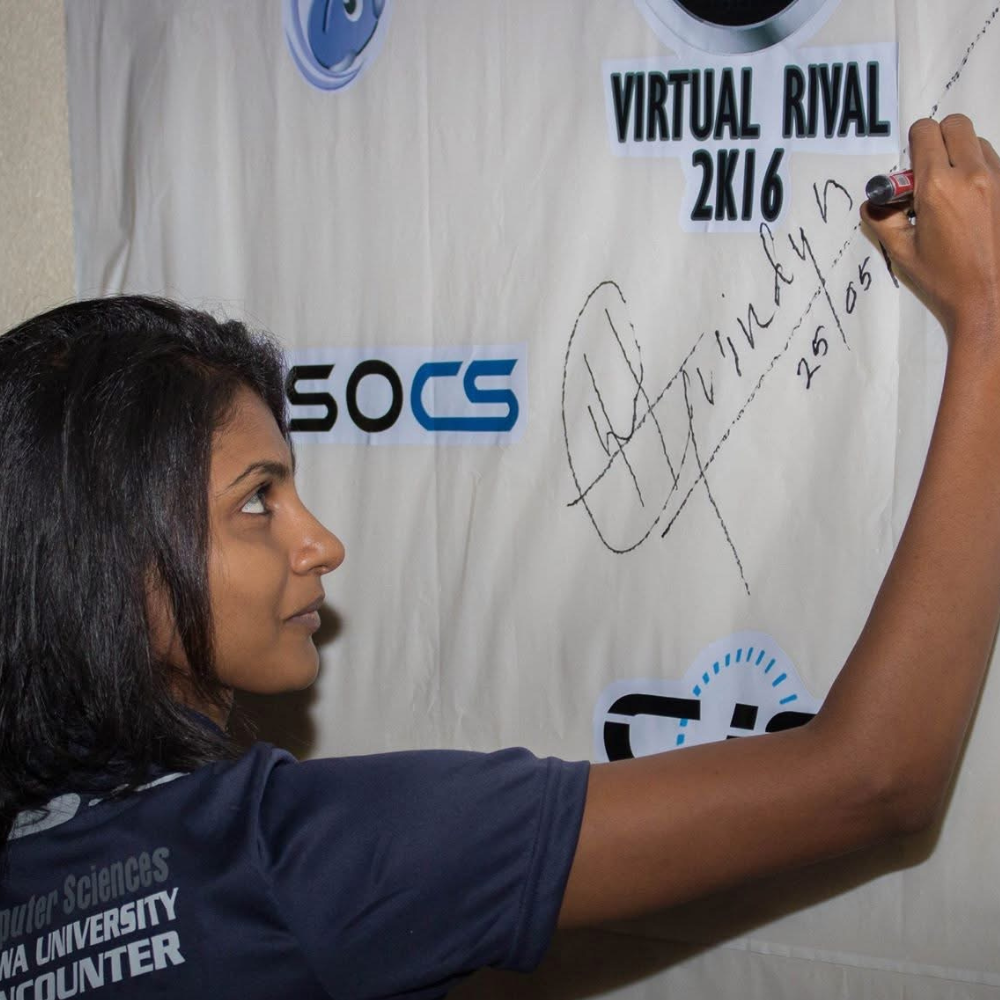 VIRTUAL RIVAL
2K16
SOCS
25/05/
puter Sciences
WA UNIVERSITY
NCOUNTER